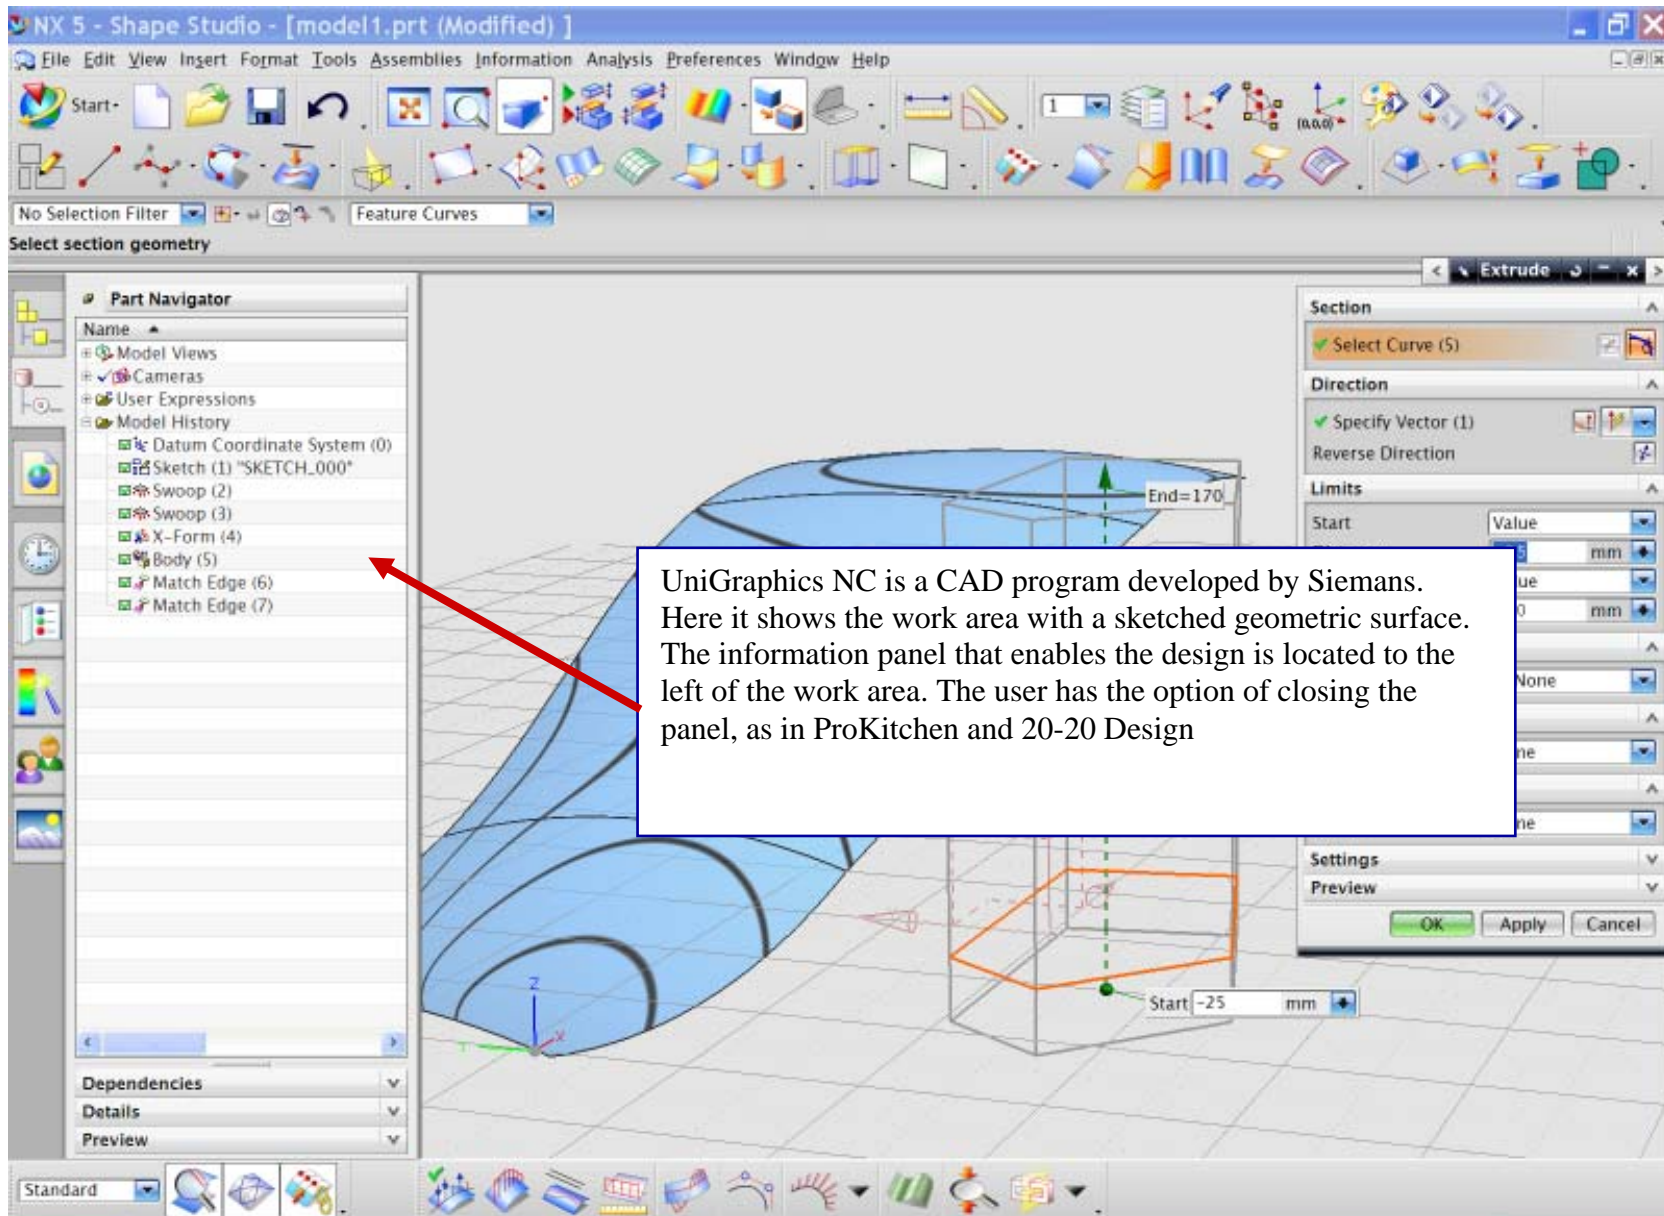 NX 5 - Shape Studio - [model1.prt (Modified) ]
File Edit View Insert Format Tools Assemblies Information Analysis Preferences Window Help
Start
1
(0,0,0)
No Selection Filter
Feature Curves
Select section geometry
Part Navigator
Name
Model Views
Cameras
User Expressions
Model History
Datum Coordinate System (0)
Sketch (1) "SKETCH_000"
Swoop (2)
Swoop (3)
X-Form (4)
Body (5)
Match Edge (6)
Match Edge (7)
Dependencies
Details
Preview
Standard
End=170
UniGraphics NC is a CAD program developed by Siemans.
Here it shows the work area with a sketched geometric surface.
The information panel that enables the design is located to the
left of the work area. The user has the option of closing the
panel, as in ProKitchen and 20-20 Design
Z
X
Start -25 mm
Extrude
Section
Select Curve (5)
Direction
Specify Vector (1)
Reverse Direction
Limits
Start Value
mm
ue
mm
None
ne
ne
Settings
Preview
OK Apply Cancel